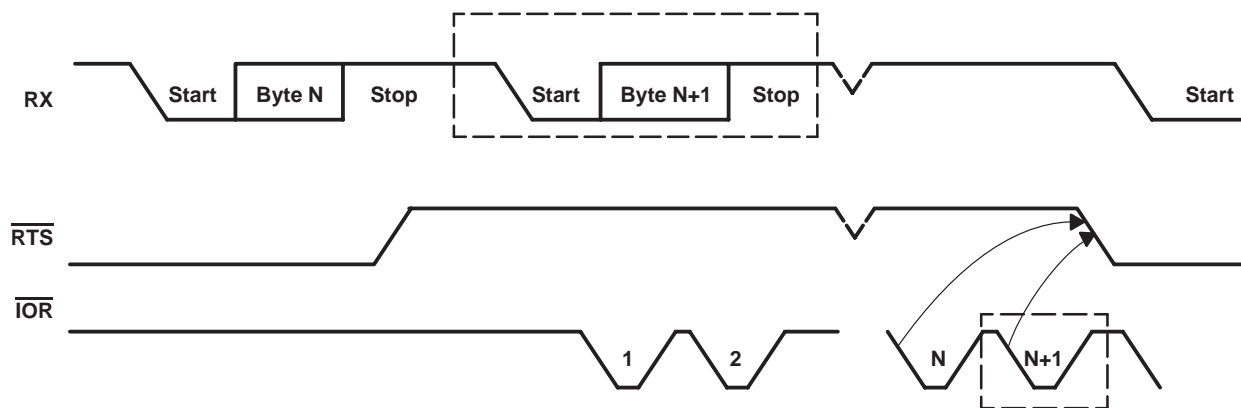 RX Start Byte N Stop Start Byte N+1 Stop Start
RTS
IOR
1 2 N N+1